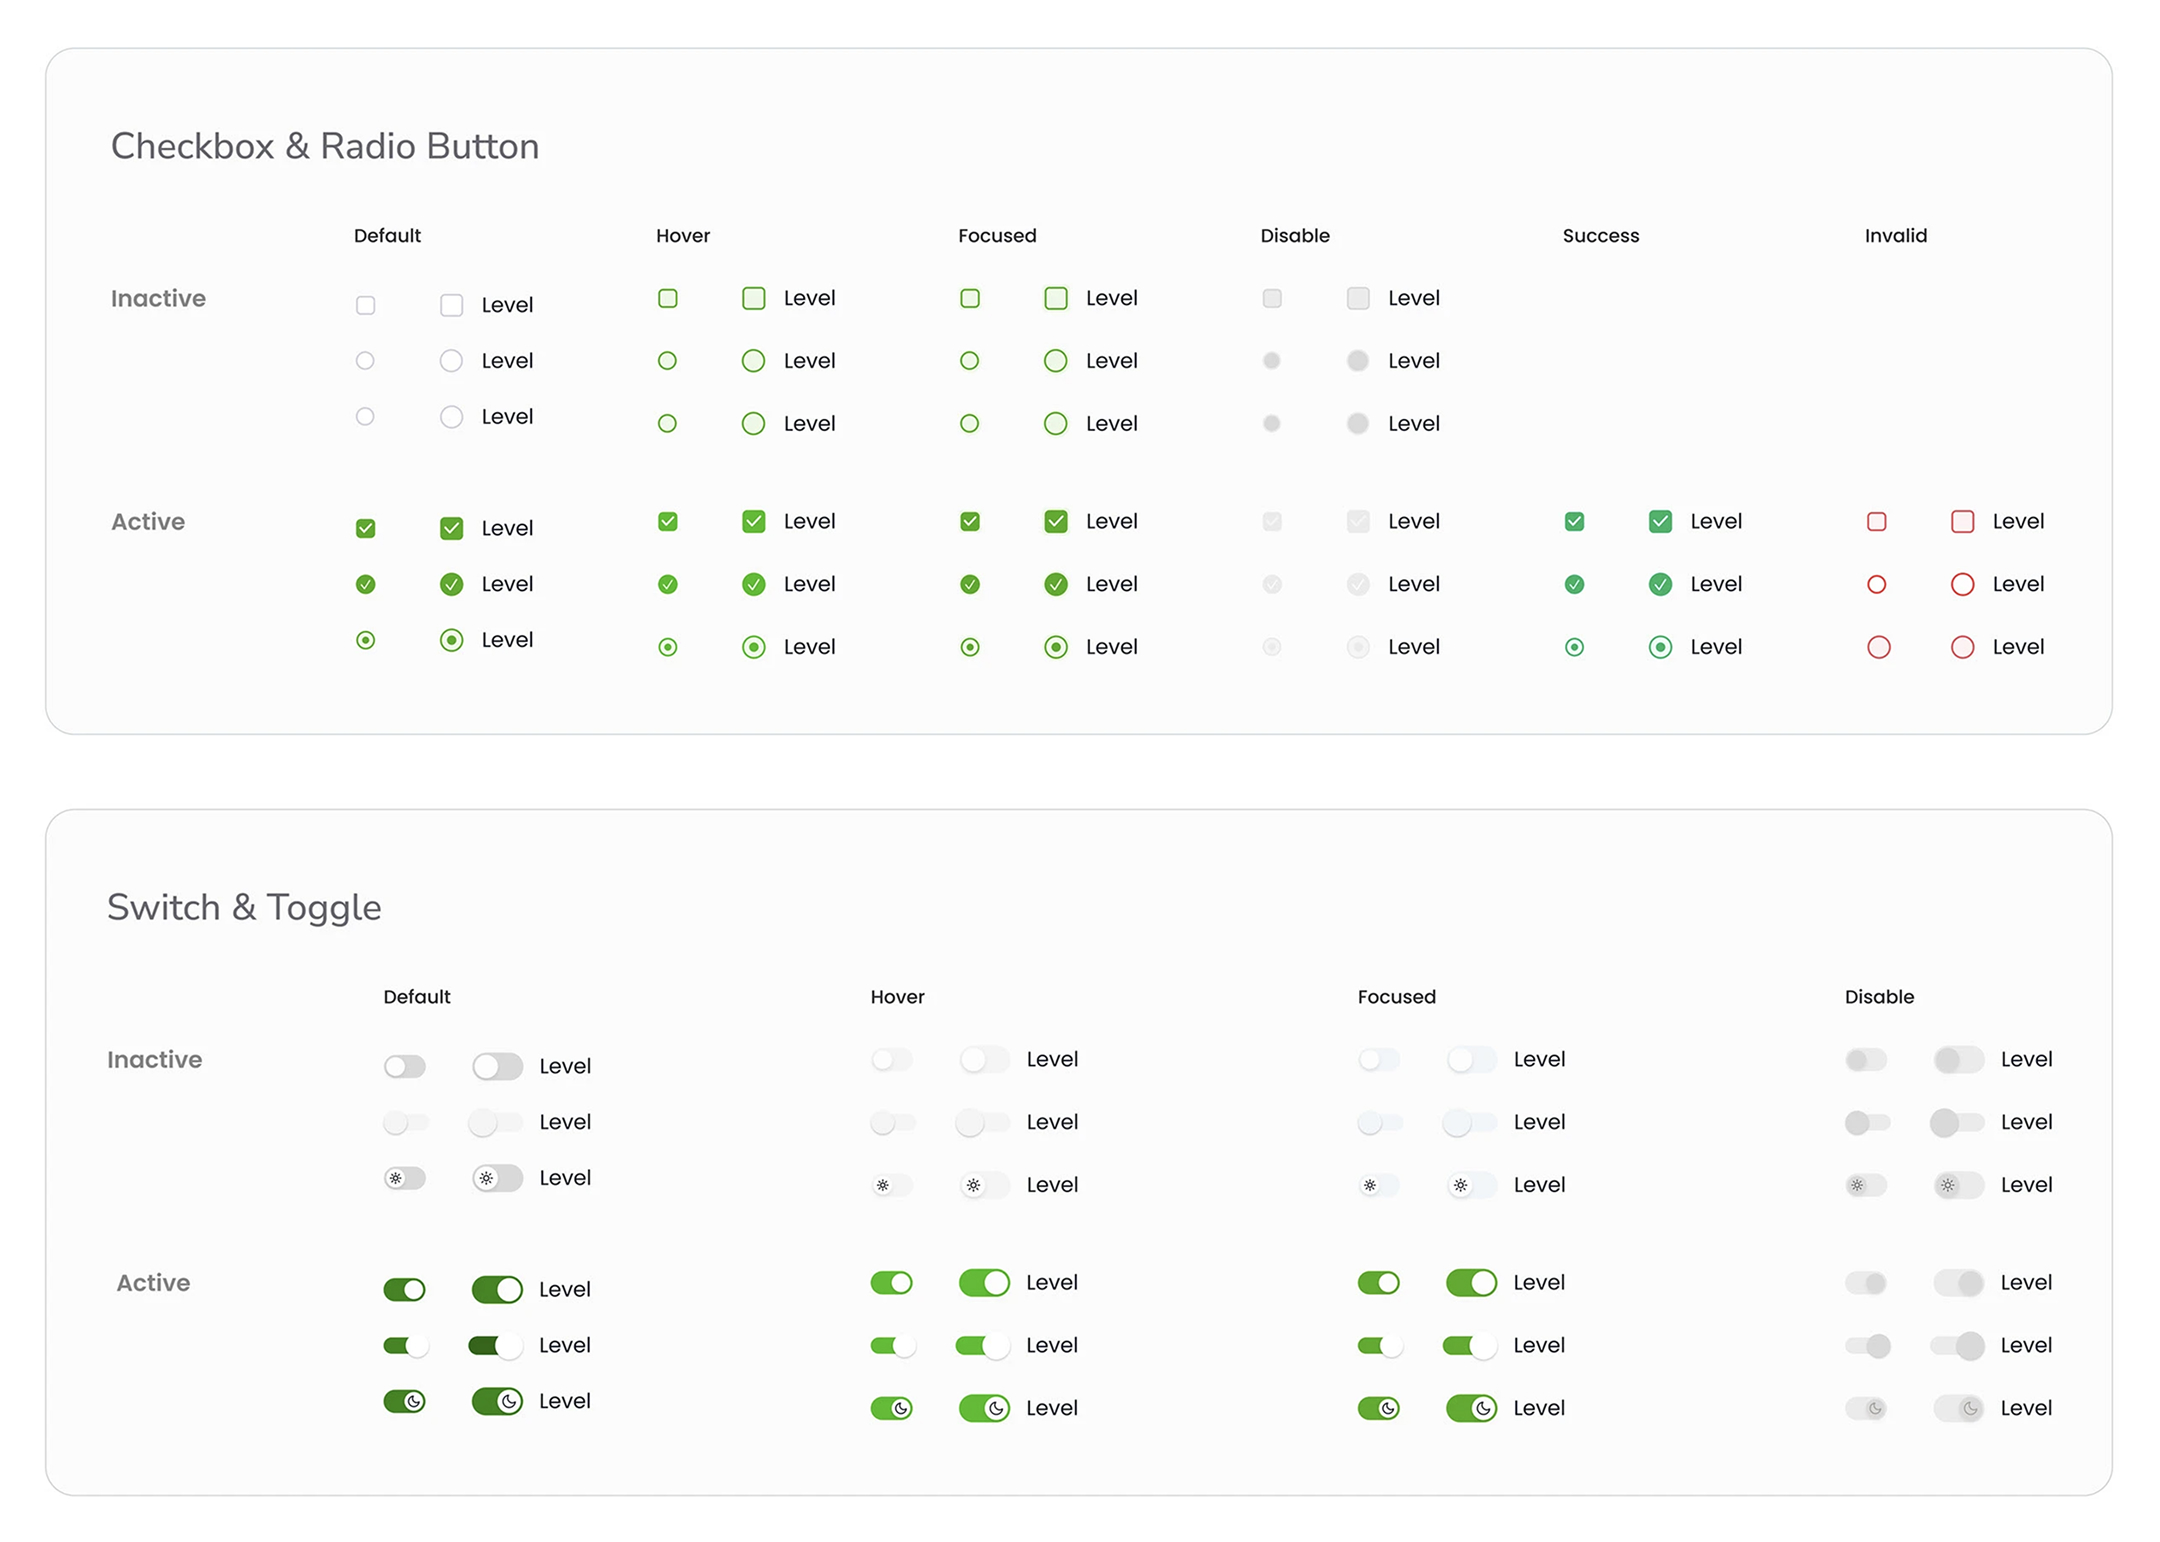 Checkbox & Radio Button
Default Hover Focused Disable Success Invalid
Inactive Level Level Level Level
Level Level Level Level
Level Level Level Level
Active Level Level Level Level Level Level
Level Level Level Level Level Level
Level Level Level Level Level Level
Switch & Toggle
Default Hover Focused Disable
Inactive Level Level Level Level
Level Level Level Level
Level Level Level Level
Active Level Level Level Level
Level Level Level Level
Level Level Level Level